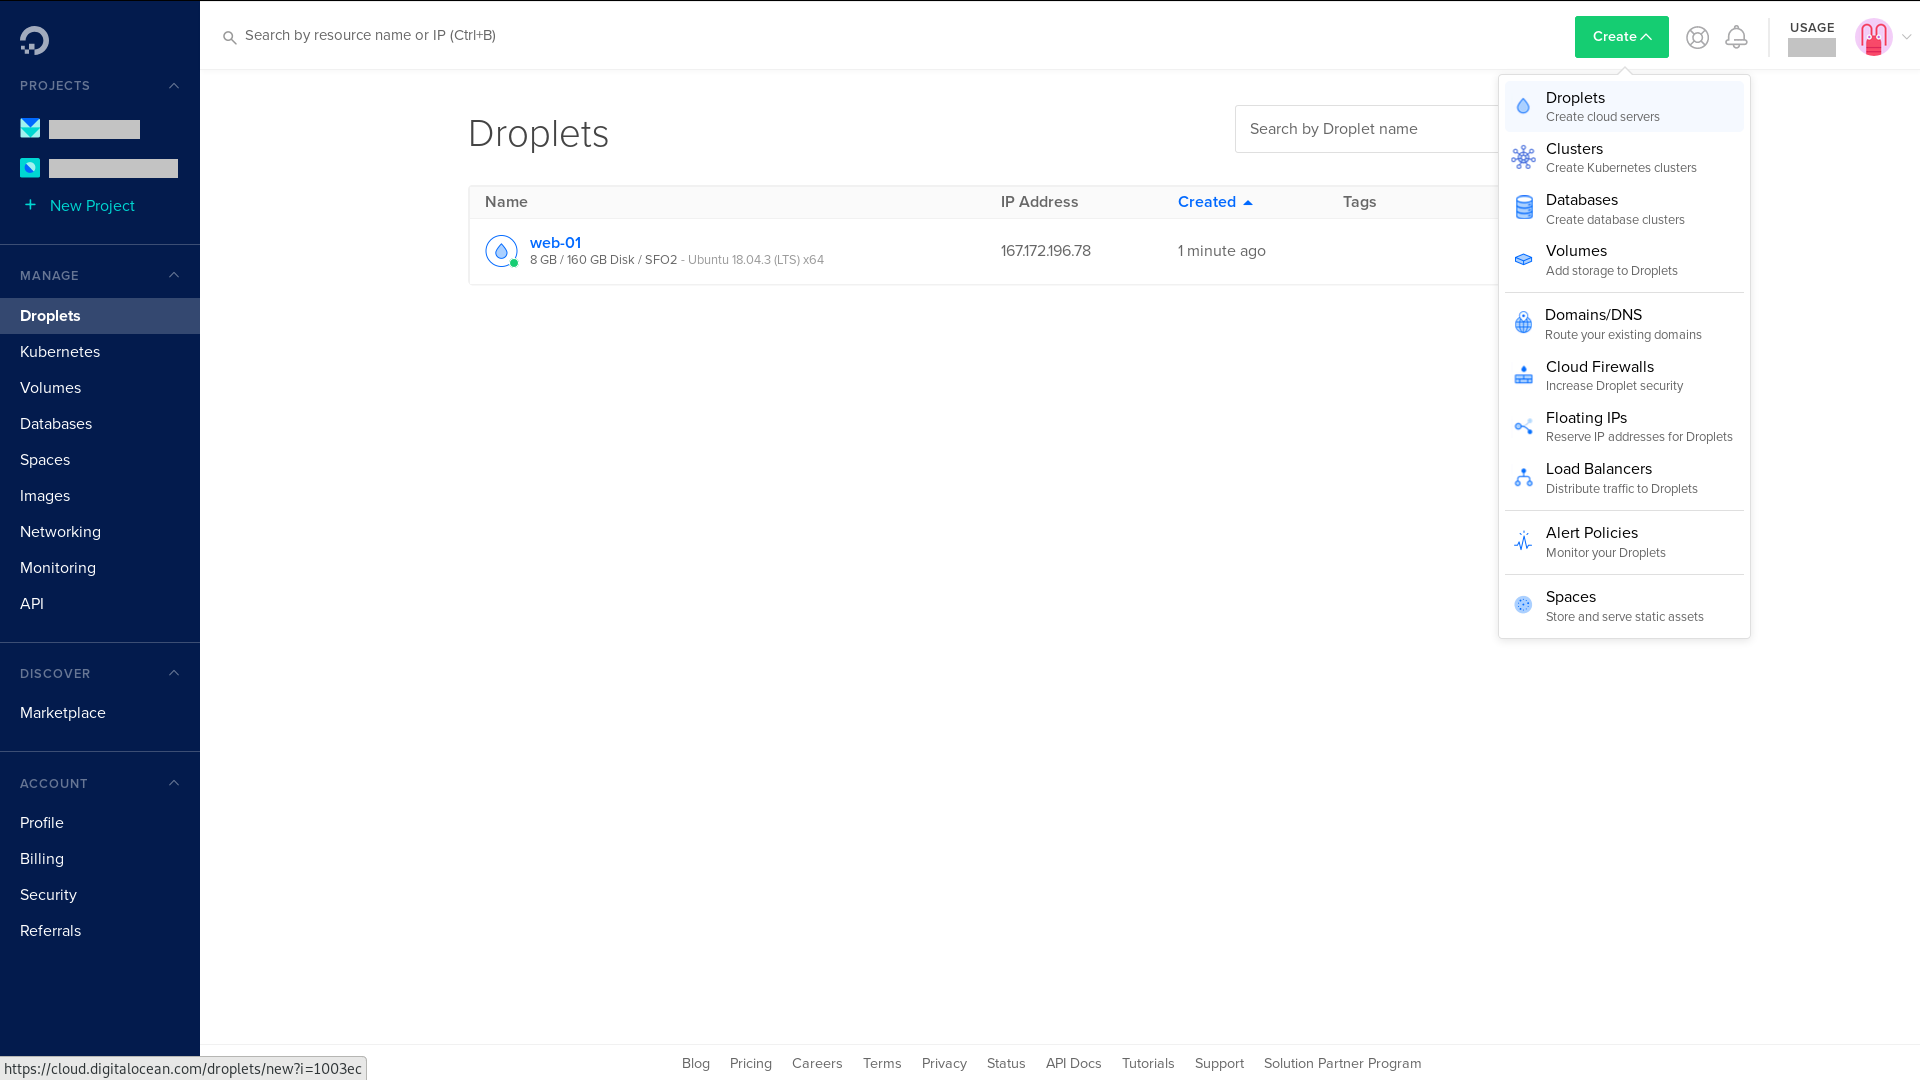 Search by resource name or IP (Ctrl+B)
Create
USAGE
PROJECTS
New Project
MANAGE
Droplets
Kubernetes
Volumes
Databases
Spaces
Images
Networking
Monitoring
API
DISCOVER
Marketplace
ACCOUNT
Profile
Billing
Security
Referrals
Droplets
Search by Droplet name
Name IP Address Created Tags
web-01
8 GB / 160 GB Disk / SFO2 - Ubuntu 18.04.3 (LTS) x64
167.172.196.78
1 minute ago
Droplets
Create cloud servers
Clusters
Create Kubernetes clusters
Databases
Create database clusters
Volumes
Add storage to Droplets
Domains/DNS
Route your existing domains
Cloud Firewalls
Increase Droplet security
Floating IPs
Reserve IP addresses for Droplets
Load Balancers
Distribute traffic to Droplets
Alert Policies
Monitor your Droplets
Spaces
Store and serve static assets
Blog Pricing Careers Terms Privacy Status API Docs Tutorials Support Solution Partner Program
https://cloud.digitalocean.com/droplets/new?i=1003ec